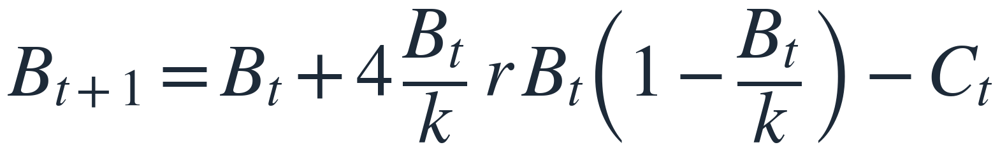 B_{t+1} = B_t + 4 \frac{B_t}{k} r B_t \left( 1 - \frac{B_t}{k} \right) - C_t